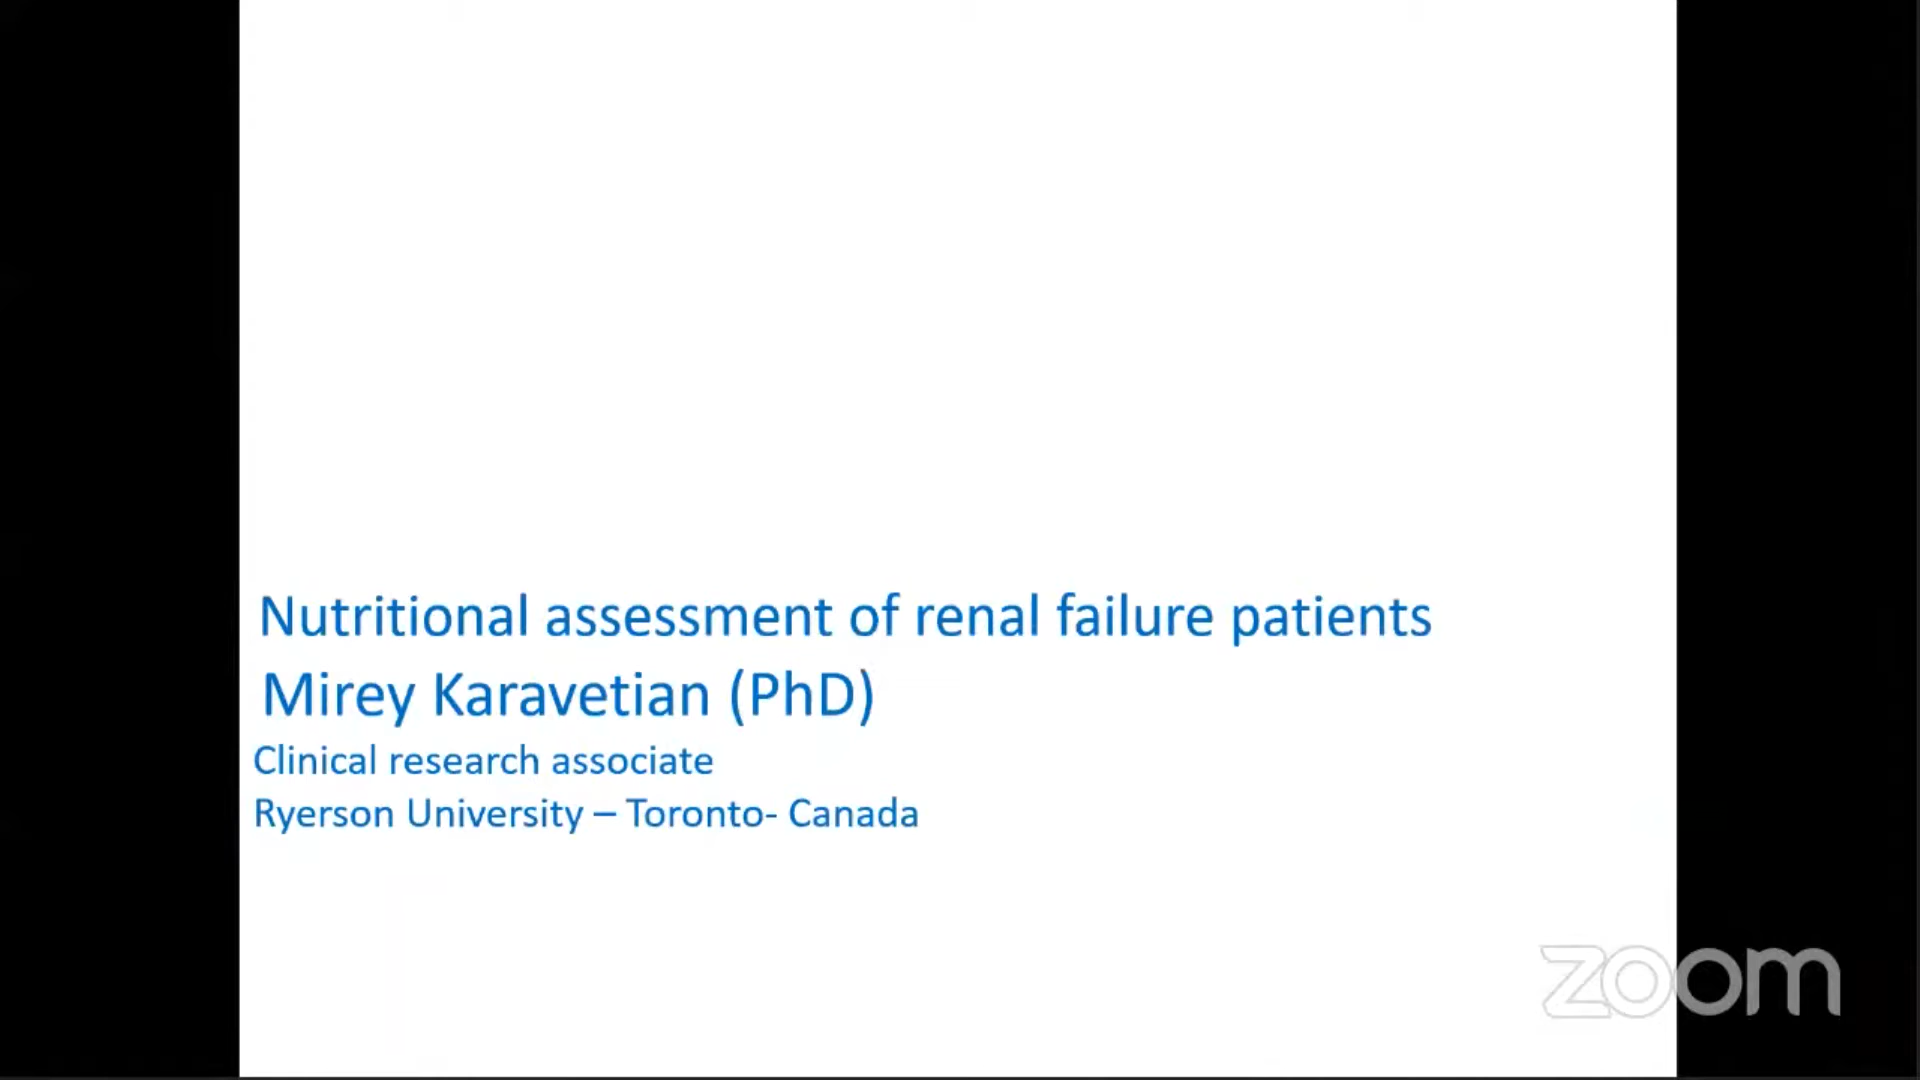 Nutritional assessment of renal failure patients
Mirey Karavetian (PhD)
Clinical research associate
Ryerson University – Toronto- Canada
zoom